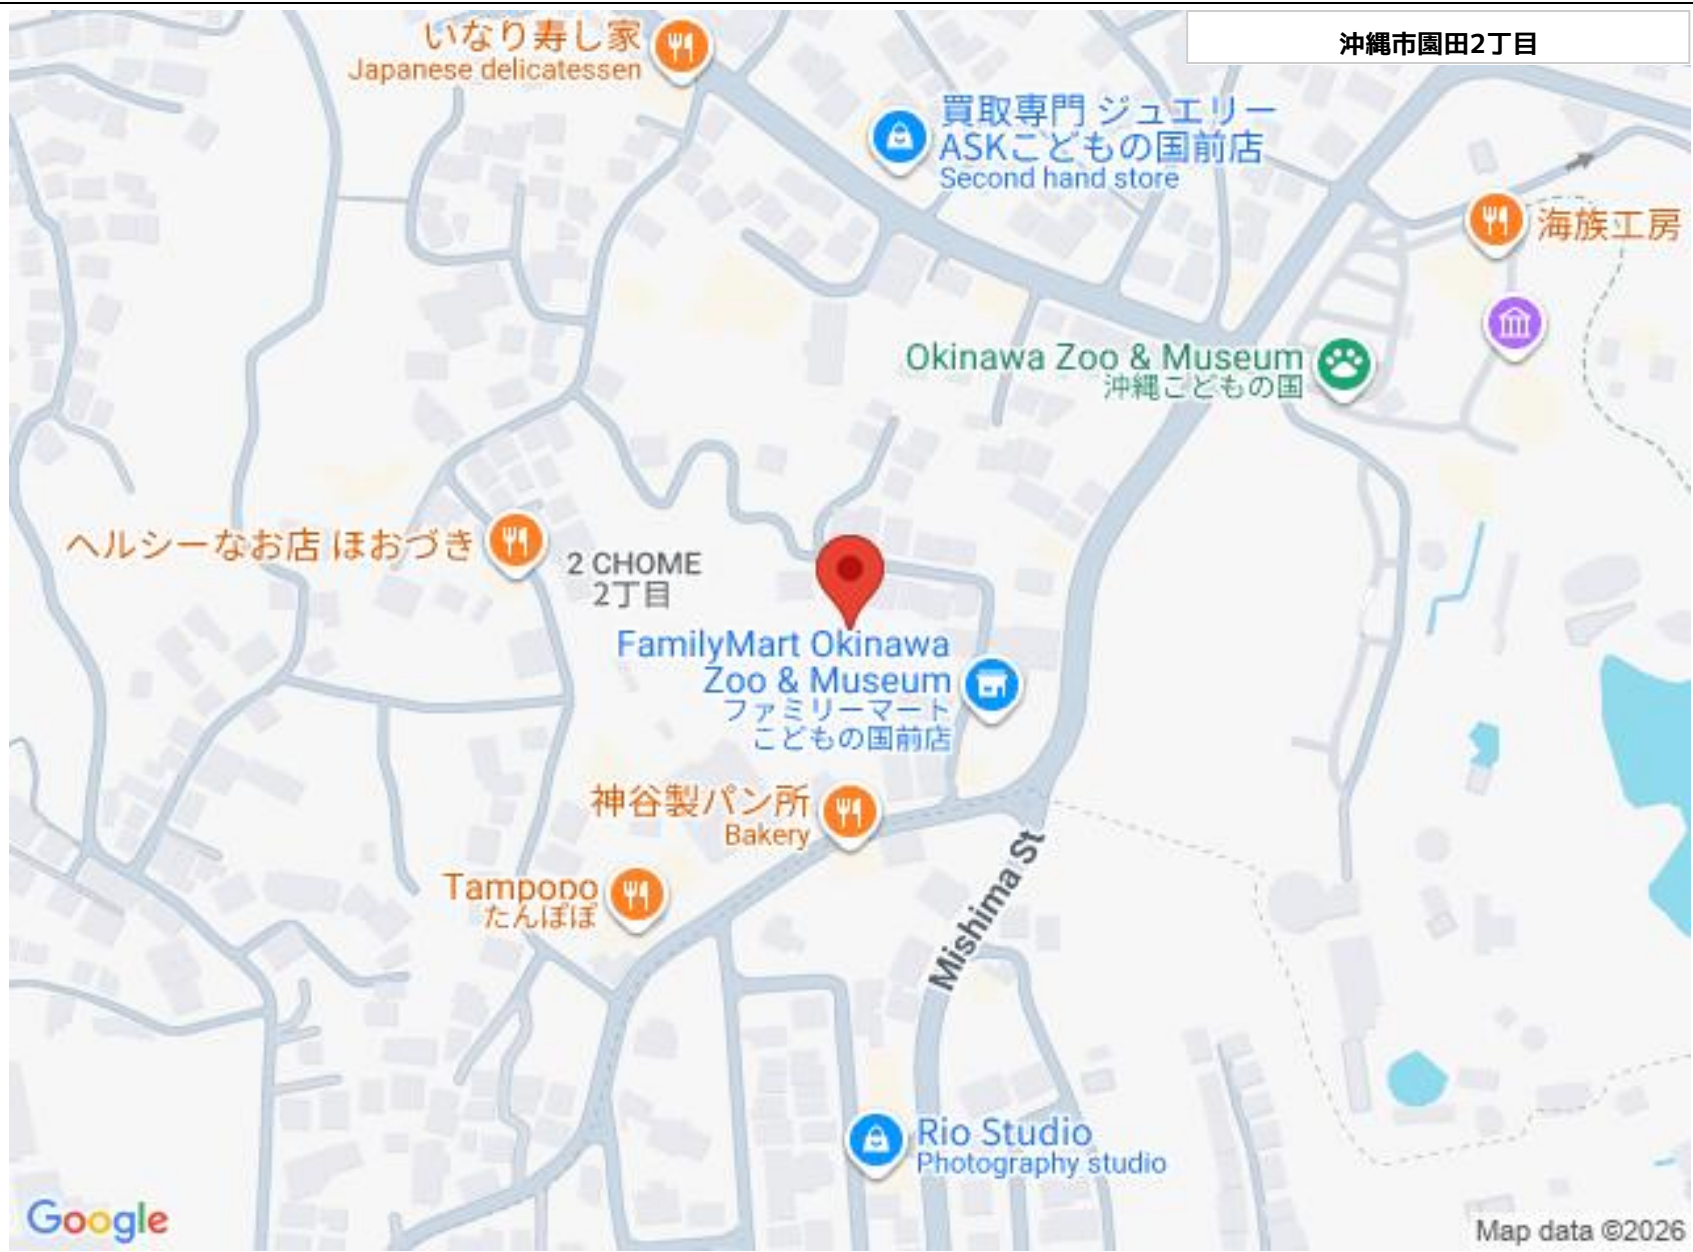 いなり寿し家
Japanese delicatessen
沖縄市園田2丁目
買取専門 ジュエリー
ASKこどもの国前店
Second hand store
海族工房
Okinawa Zoo & Museum
沖縄こどもの国
ヘルシーなお店 ほおづき
2 CHOME
2丁目
FamilyMart Okinawa
Zoo & Museum
ファミリーマート
こどもの国前店
神谷製パン所
Bakery
Tampopo
たんぽぽ
Mishima St
Rio Studio
Photography studio
Google
Map data ©2026